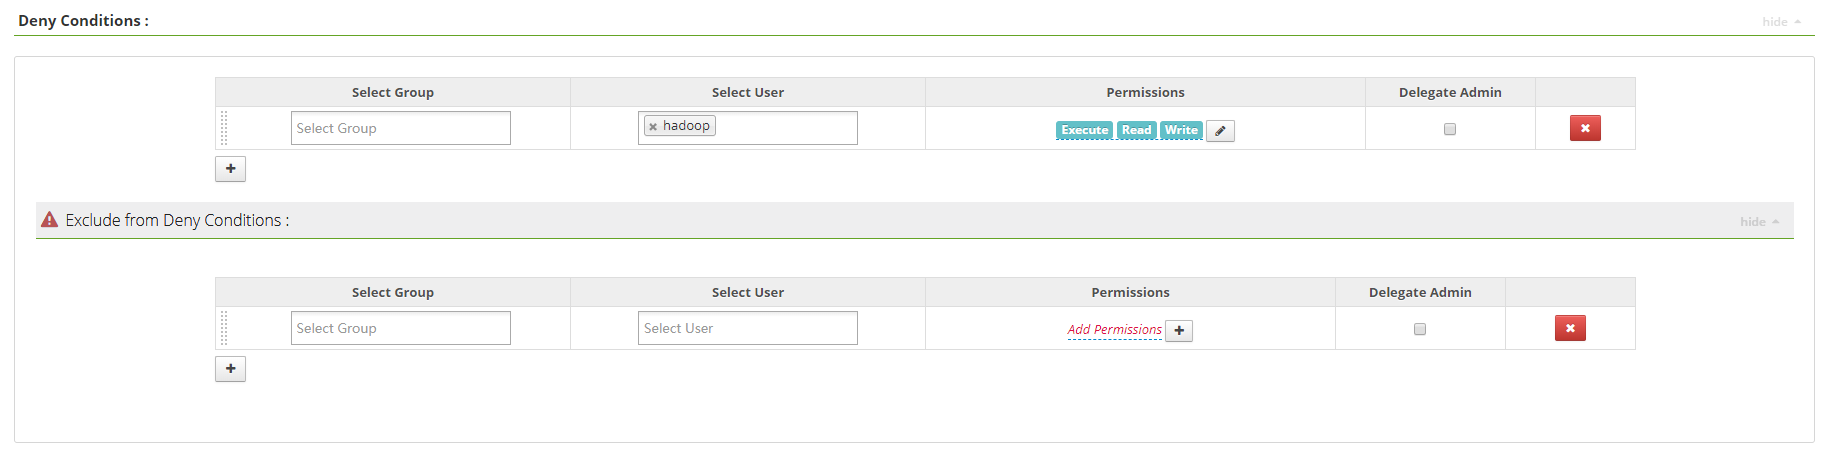 Deny Conditions :
hide
Select Group Select User Permissions Delegate Admin
Select Group hadoop Execute Read Write
Exclude from Deny Conditions :
hide
Select Group Select User Permissions Delegate Admin
Select Group Select User Add Permissions